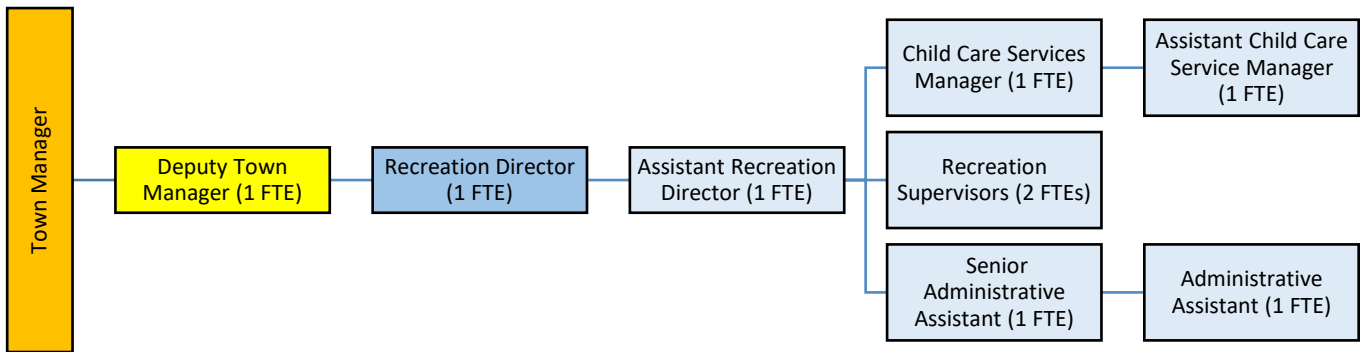 Town Manager
Deputy Town
Manager (1 FTE)
Recreation Director
(1 FTE)
Assistant Recreation
Director (1 FTE)
Child Care Services
Manager (1 FTE)
Assistant Child Care
Service Manager
(1 FTE)
Recreation
Supervisors (2 FTEs)
Senior
Administrative
Assistant (1 FTE)
Administrative
Assistant (1 FTE)